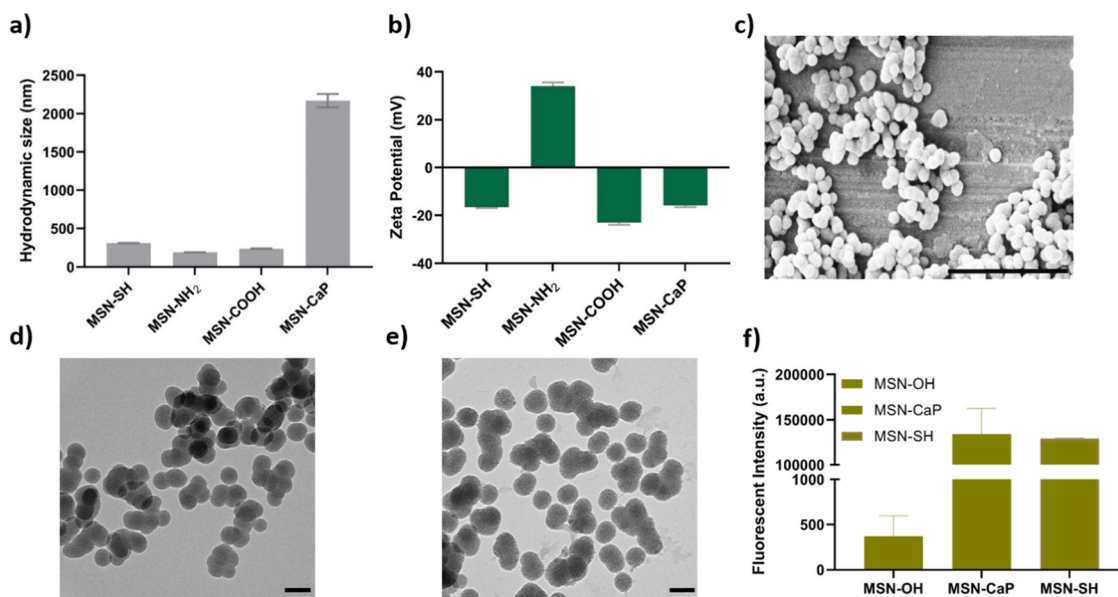 a)
Hydrodynamic size (nm)
2500
2000
1500
1000
500
0
MSN-SH
MSN-NH₂
MSN-COOH
MSN-CaP
b)
Zeta Potential (mV)
40
20
0
-20
-40
MSN-SH
MSN-NH₂
MSN-COOH
MSN-CaP
c)
d)
e)
f)
Fluorescent Intensity (a.u.)
200000
150000
100000
1000
500
0
MSN-OH
MSN-CaP
MSN-SH
MSN-OH
MSN-CaP
MSN-SH